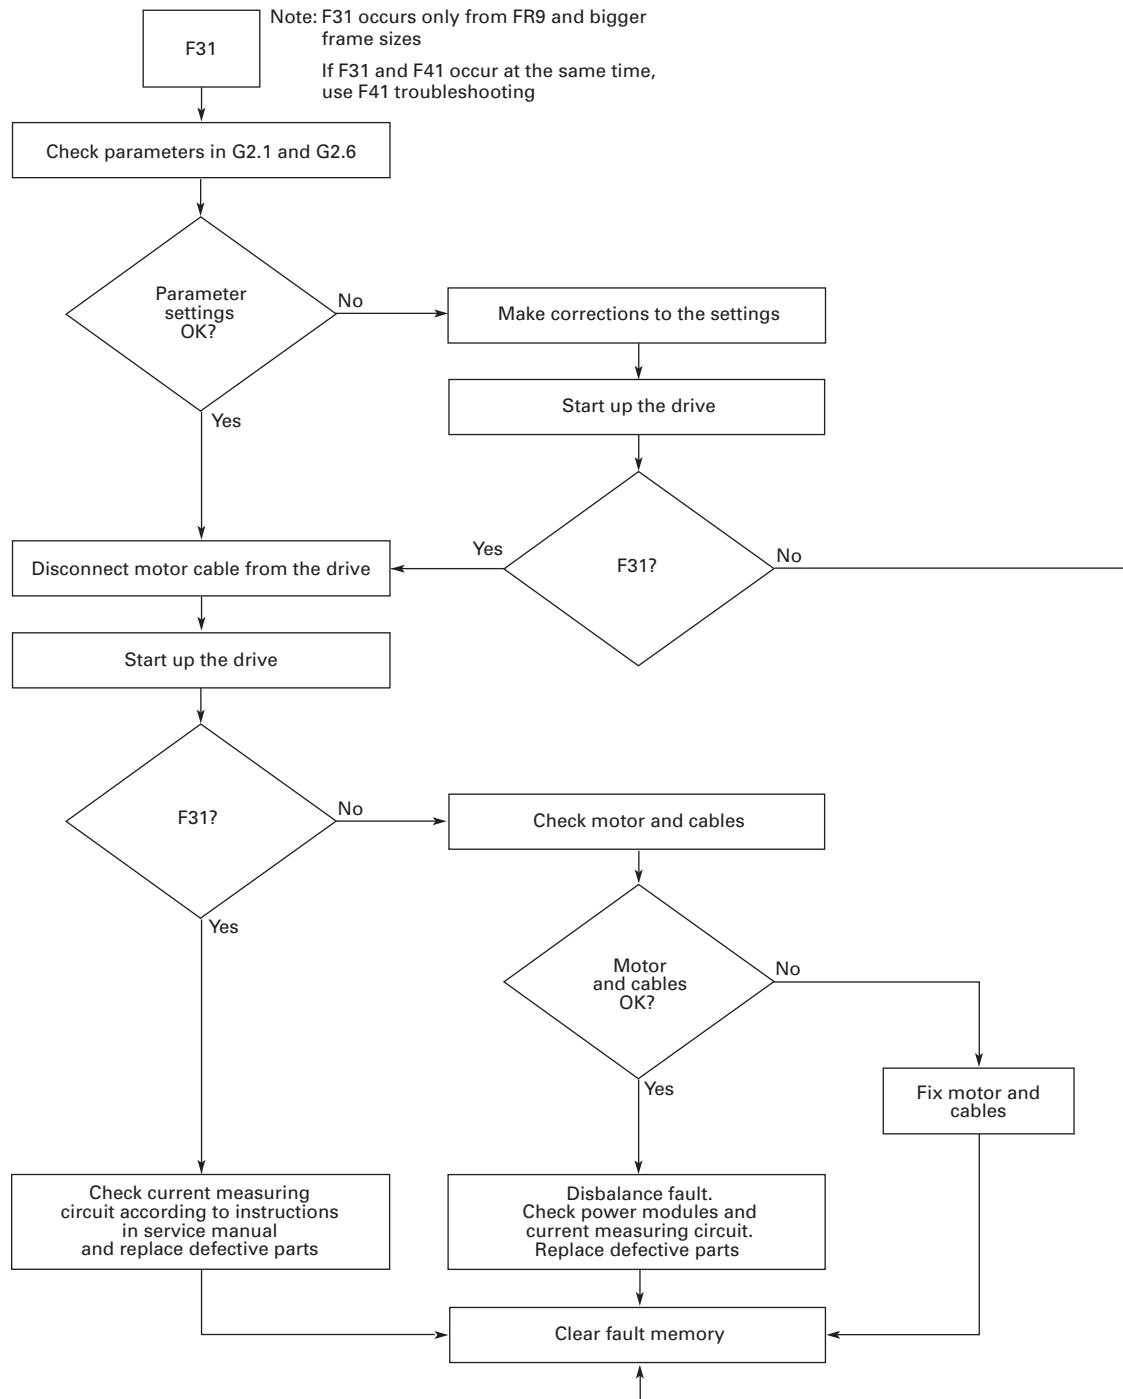 F31
Note: F31 occurs only from FR9 and bigger
frame sizes
If F31 and F41 occur at the same time,
use F41 troubleshooting
Check parameters in G2.1 and G2.6
Parameter
settings
OK?
No
Make corrections to the settings
Start up the drive
Yes
Disconnect motor cable from the drive
Yes
F31?
No
Start up the drive
F31?
No
Check motor and cables
Yes
Motor
and cables
OK?
No
Yes
Fix motor and
cables
Check current measuring
circuit according to instructions
in service manual
and replace defective parts
Disbalance fault.
Check power modules and
current measuring circuit.
Replace defective parts
Clear fault memory